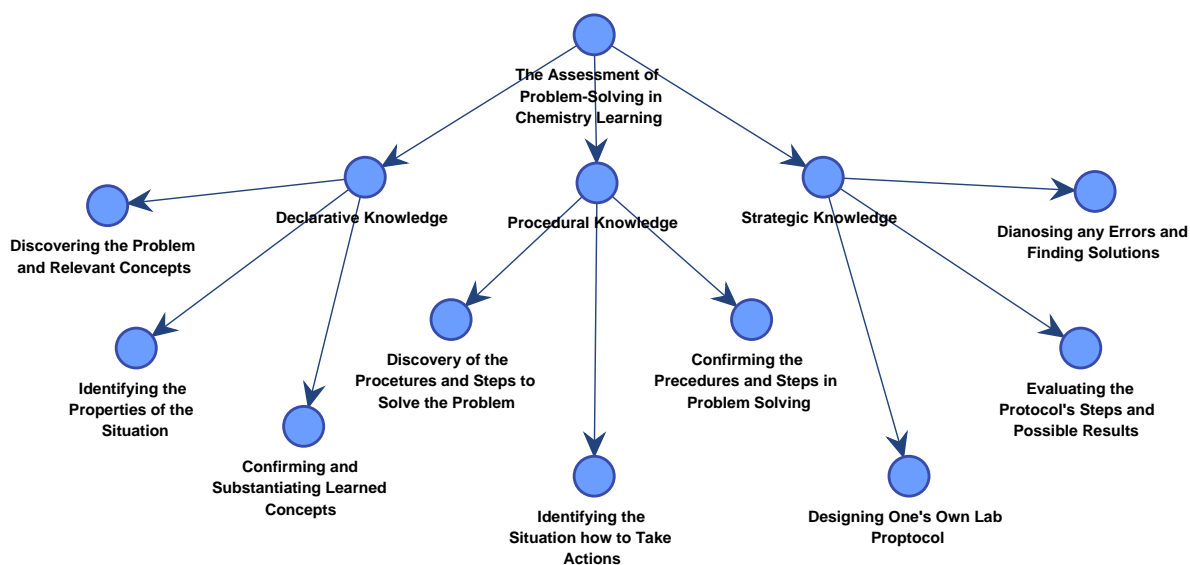 The Assessment of
Problem-Solving in
Chemistry Learning
Declarative Knowledge
Procedural Knowledge
Strategic Knowledge
Discovering the Problem
and Relevant Concepts
Identifying the
Properties of the
Situation
Confirming and
Substantiating Learned
Concepts
Discovery of the
Procetures and Steps to
Solve the Problem
Identifying the
Situation how to Take
Actions
Confirming the
Precedures and Steps in
Problem Solving
Designing One's Own Lab
Proptocol
Evaluating the
Protocol's Steps and
Possible Results
Dianosing any Errors and
Finding Solutions